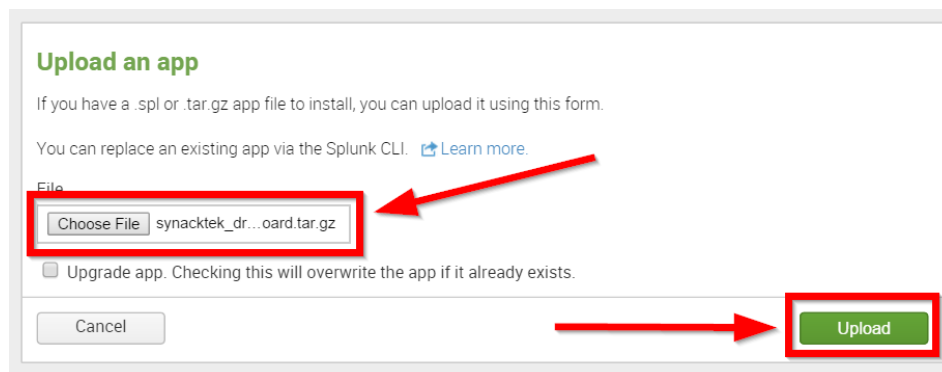 Upload an app
If you have a .spl or .tar.gz app file to install, you can upload it using this form.
You can replace an existing app via the Splunk CLI. Learn more.
File
Choose File synacktek_dr...oard.tar.gz
Upgrade app. Checking this will overwrite the app if it already exists.
Cancel Upload